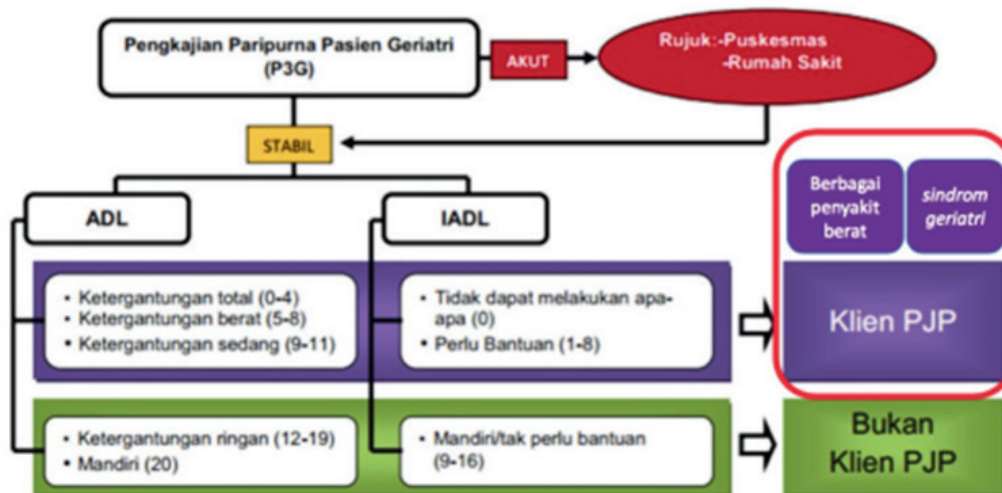 Pengkajian Paripurna Pasien Geriatri
(P3G)
AKUT
Rujuk:-Puskesmas
-Rumah Sakit
STABIL
Berbagai
penyakit
berat
sindrom
geriatri
ADL
IADL
• Ketergantungan total (0-4)
• Ketergantungan berat (5-8)
• Ketergantungan sedang (9-11)
• Tidak dapat melakukan apa-
apa (0)
• Perlu Bantuan (1-8)
Klien PJP
• Ketergantungan ringan (12-19)
• Mandiri (20)
• Mandiri/tak perlu bantuan
(9-16)
Bukan
Klien PJP